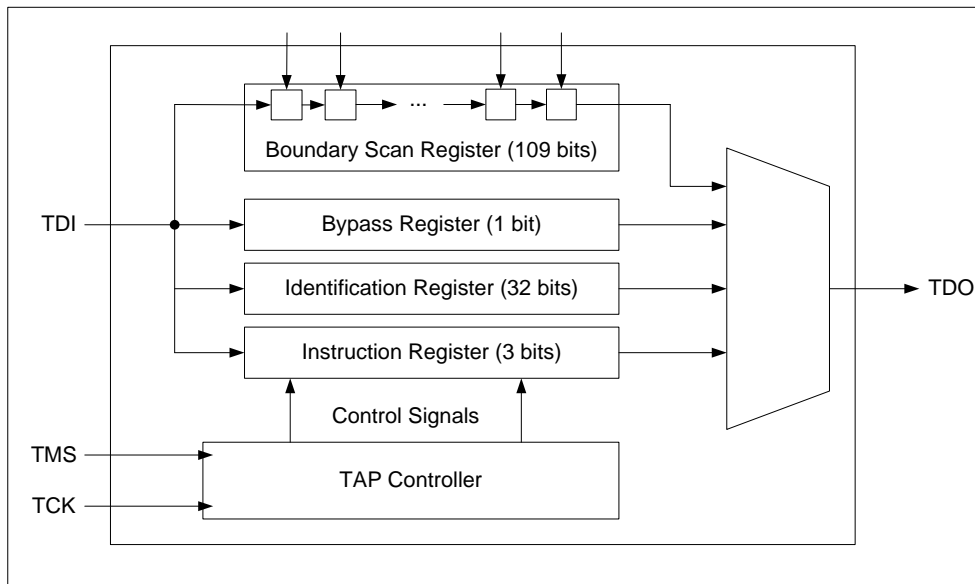 ...
Boundary Scan Register (109 bits)
TDI
Bypass Register (1 bit)
Identification Register (32 bits)
TDO
Instruction Register (3 bits)
Control Signals
TMS
TAP Controller
TCK